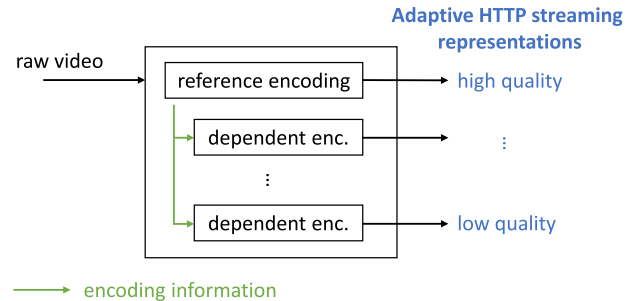 Adaptive HTTP streaming
representations
raw video
reference encoding
high quality
dependent enc.
...
...
dependent enc.
low quality
encoding information